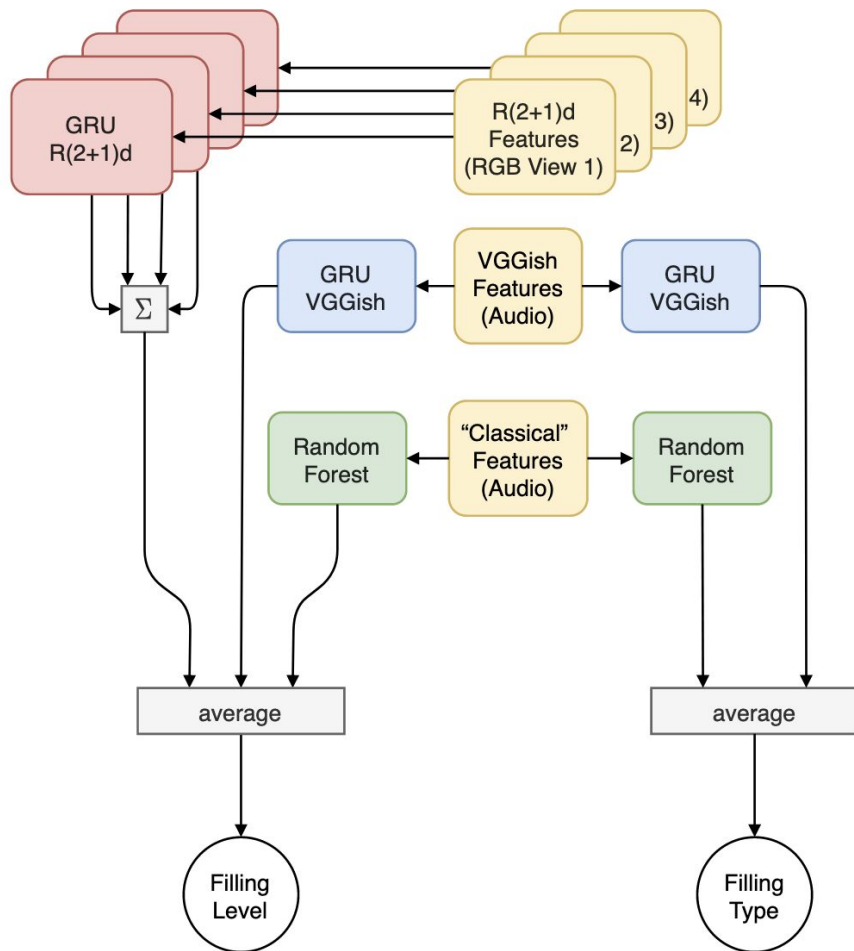 GRU
R(2+1)d
R(2+1)d
Features
(RGB View 1)
2)
3)
4)
GRU
VGGish
VGGish
Features
(Audio)
GRU
VGGish
Σ
Random
Forest
“Classical”
Features
(Audio)
Random
Forest
average
average
Filling
Level
Filling
Type